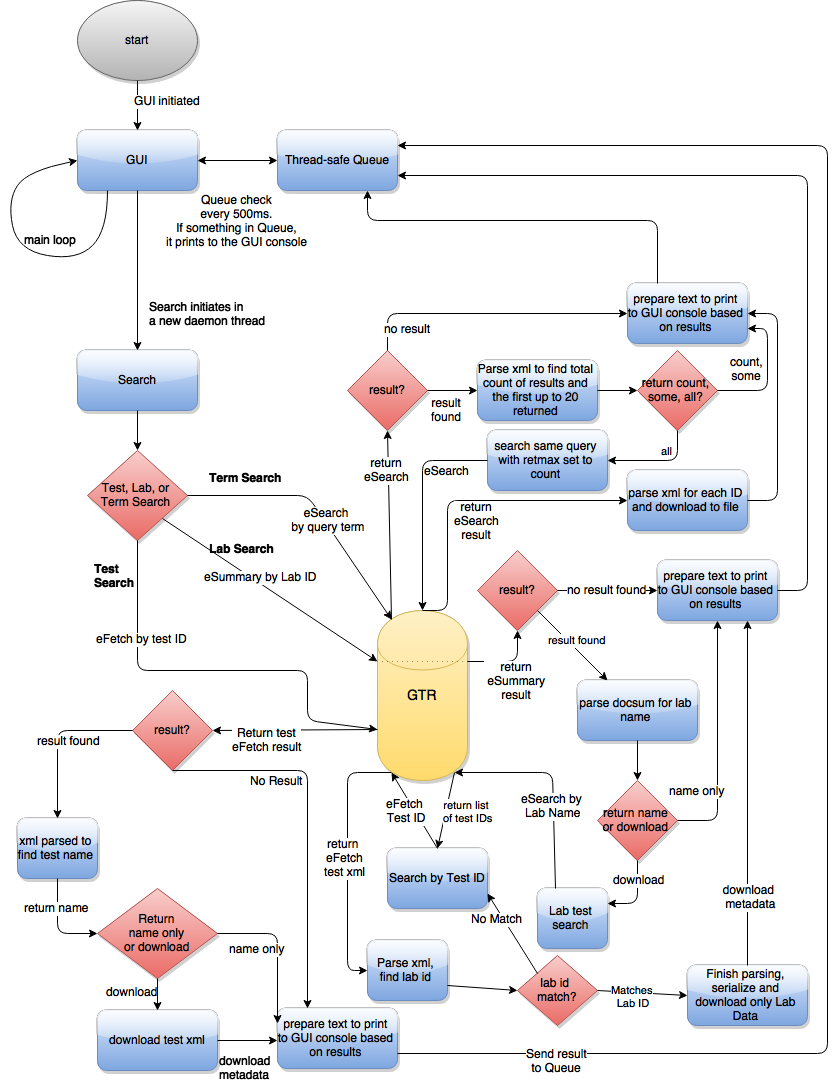 start
GUI initiated
GUI
Thread-safe Queue
Queue check
every 500ms.
If something in Queue,
it prints to the GUI console
main loop
Search initiates in
a new daemon thread
prepare text to print
to GUI console based
on results
no result
count,
some
Search
result?
result
found
Parse xml to find total
count of results and
the first up to 20
returned
return count,
some, all?
all
search same query
with retmax set to
count
return
eSearch
eSearch
Test, Lab, or
Term Search
Term Search
eSearch
by query term
return
eSearch
result
parse xml for each ID
and download to file
Lab Search
eSummary by Lab ID
Test
Search
eFetch by test ID
result?
no result found
prepare text to print
to GUI console based
on results
result found
return
eSummary
result
GTR
parse docsum for lab
name
result?
Return test
eFetch result
result found
No Result
name only
return name
or download
eFetch
Test ID
return list
of test IDs
eSearch by
Lab Name
return
eFetch
test xml
xml parsed to
find test name
Search by Test ID
download
download
metadata
return name
Return
name only
or download
name only
No Match
Lab test
search
Parse xml,
find lab id
lab id
match?
Matches
Lab ID
Finish parsing,
serialize and
download only Lab
Data
download
download test xml
download
metadata
prepare text to print
to GUI console based
on results
Send result
to Queue